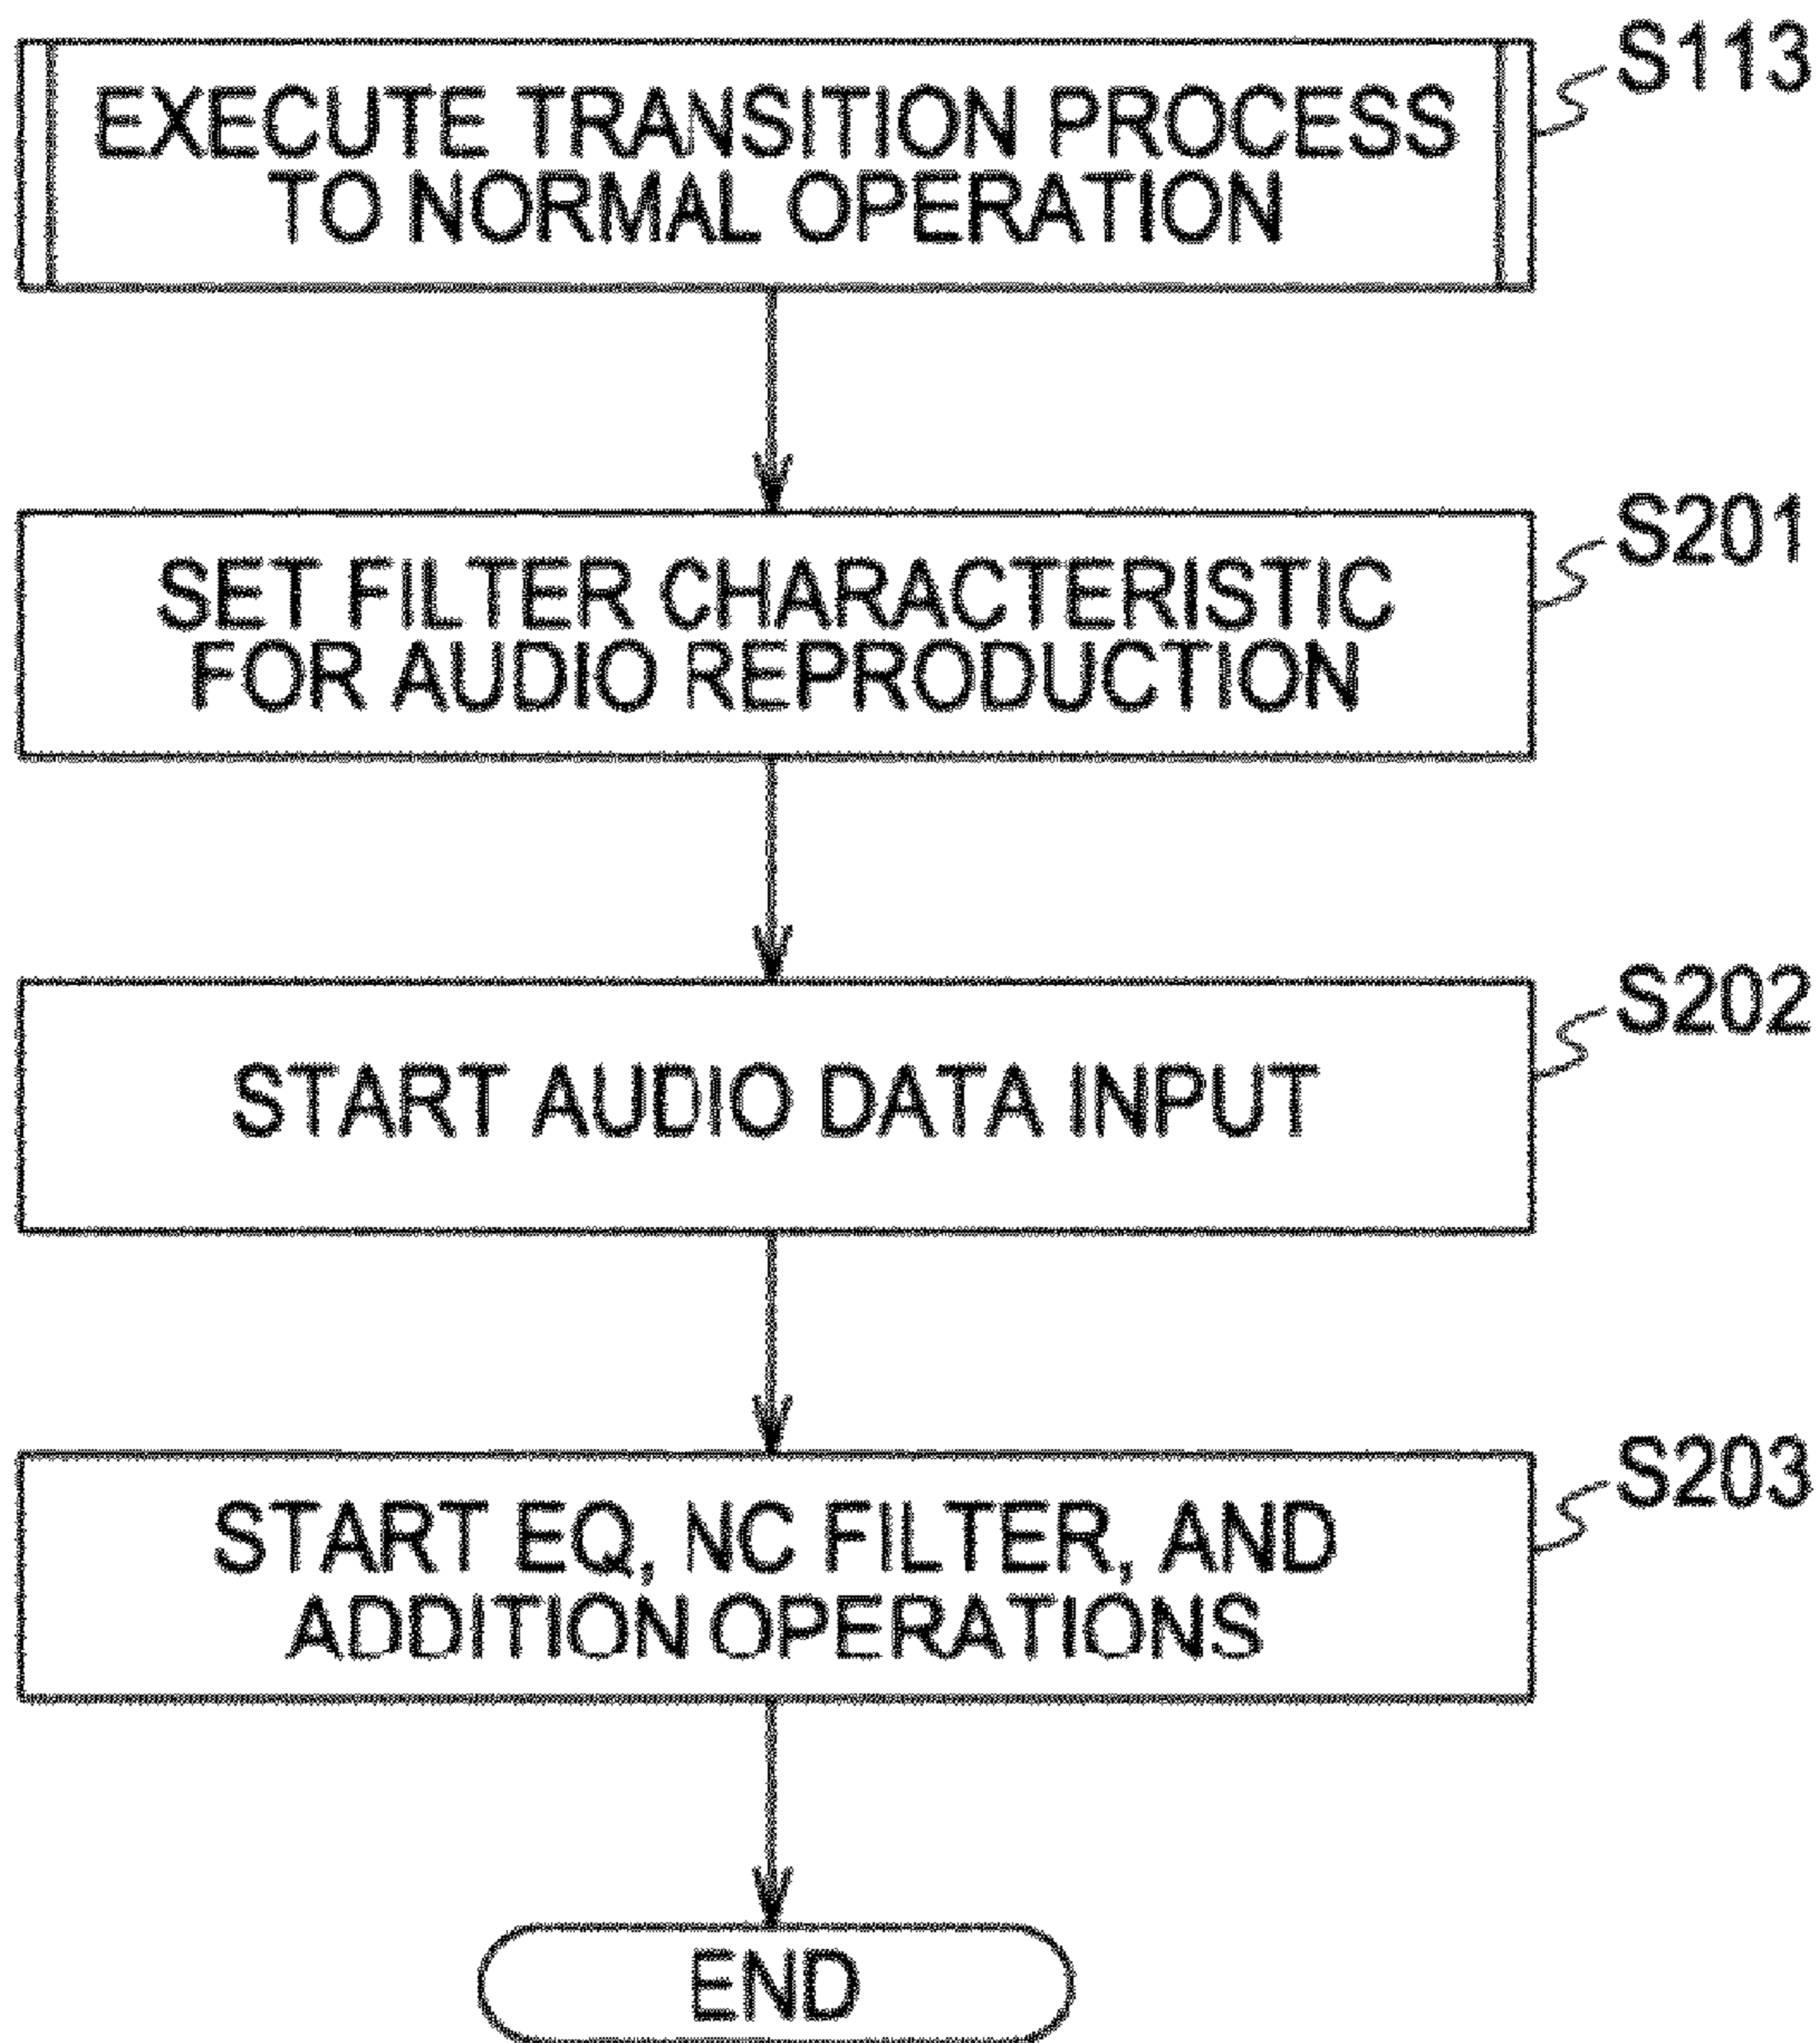 S113
EXECUTE TRANSITION PROCESS
TO NORMAL OPERATION
S201
SET FILTER CHARACTERISTIC
FOR AUDIO REPRODUCTION
S202
START AUDIO DATA INPUT
S203
START EQ, NC FILTER, AND
ADDITION OPERATIONS
END